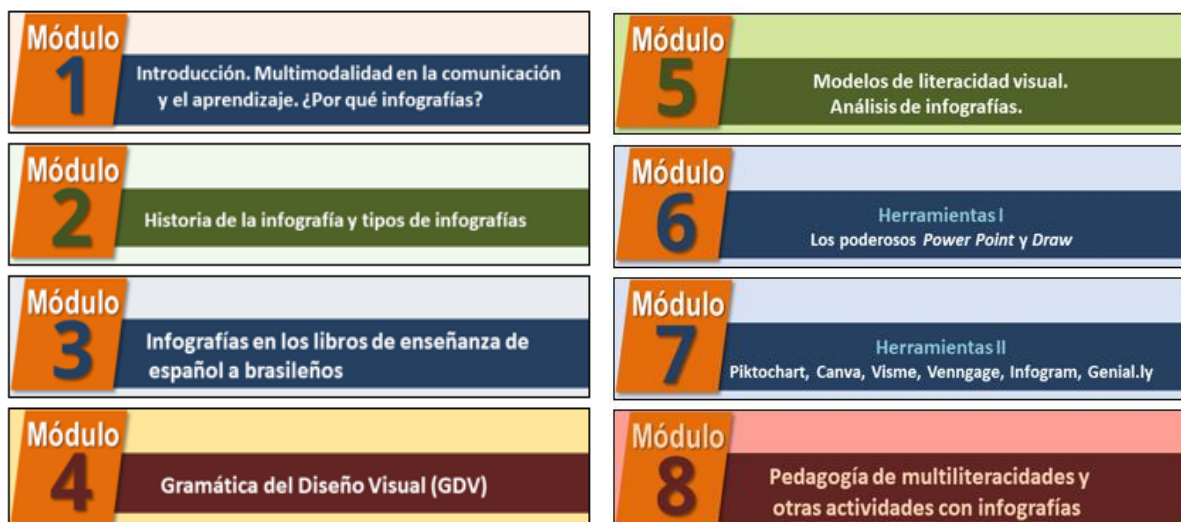 Módulo
1
Introducción. Multimodalidad en la comunicación
y el aprendizaje. ¿Por qué infografías?
Módulo
2
Historia de la infografía y tipos de infografías
Módulo
3
Infografías en los libros de enseñanza de
español a brasileños
Módulo
4
Gramática del Diseño Visual (GDV)
Módulo
5
Modelos de literacidad visual.
Análisis de infografías.
Módulo
6
Herramientas I
Los poderosos Power Point y Draw
Módulo
7
Herramientas II
Piktochart, Canva, Visme, Venngage, Infogram, Genial.ly
Módulo
8
Pedagogía de multiliteracidades y
otras actividades con infografías